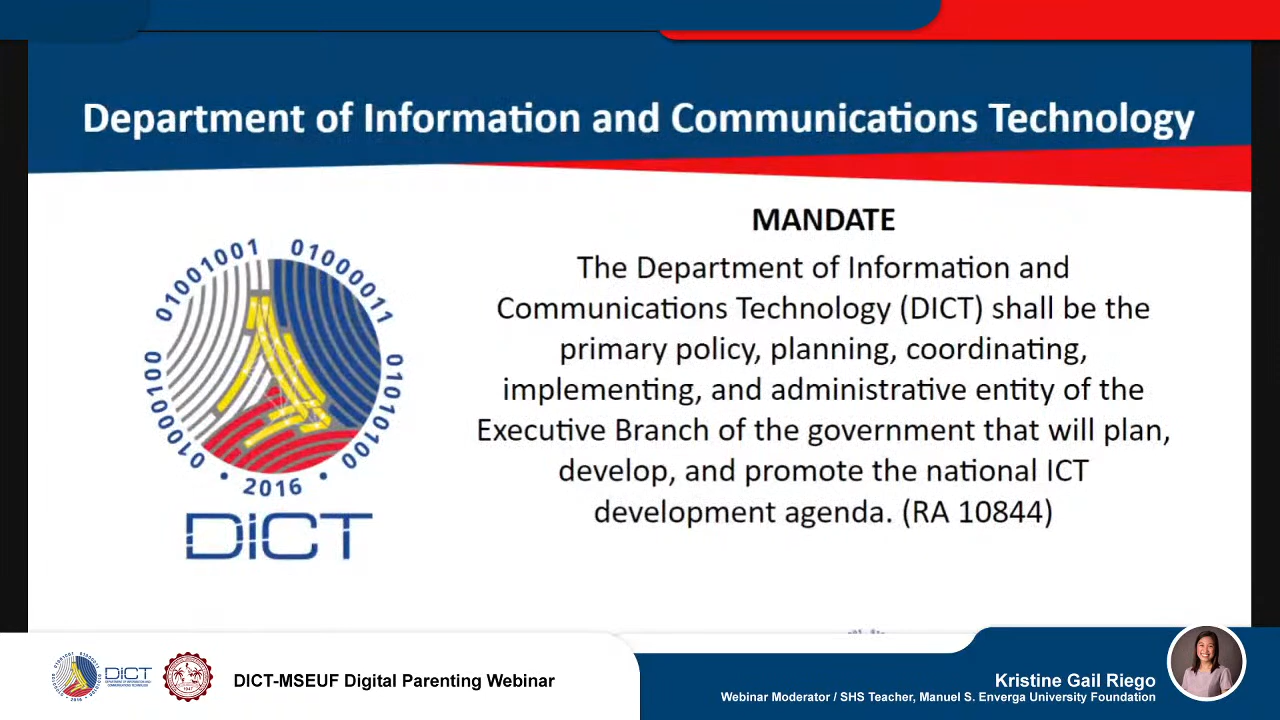 Department of Information and Communications Technology
MANDATE
The Department of Information and
Communications Technology (DICT) shall be the
primary policy, planning, coordinating,
implementing, and administrative entity of the
Executive Branch of the government that will plan,
develop, and promote the national ICT
development agenda. (RA 10844)
01001001 01000011 01010100 01000100
• 2016 •
DiCT
DiCT
DICT-MSEUF Digital Parenting Webinar
Kristine Gail Riego
Webinar Moderator / SHS Teacher, Manuel S. Enverga University Foundation